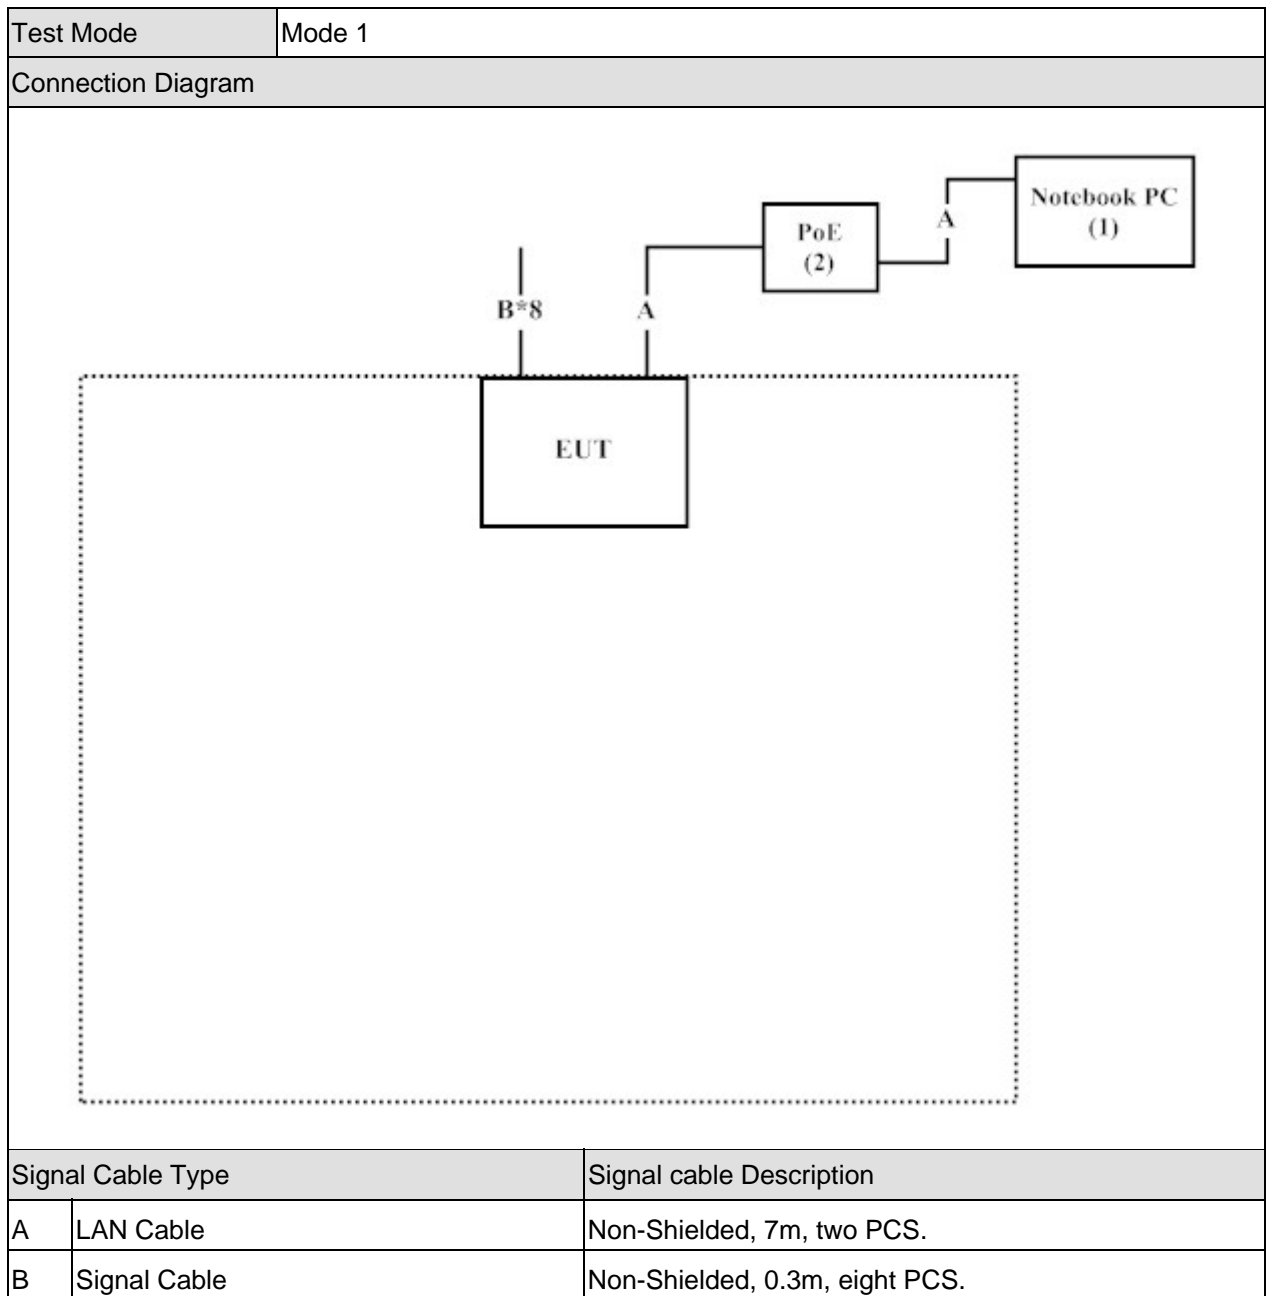 Test Mode Mode 1
Connection Diagram
Notebook PC
(1)
A
PoE
(2)
B*8
A
EUT
Signal Cable Type Signal cable Description
A LAN Cable Non-Shielded, 7m, two PCS.
B Signal Cable Non-Shielded, 0.3m, eight PCS.